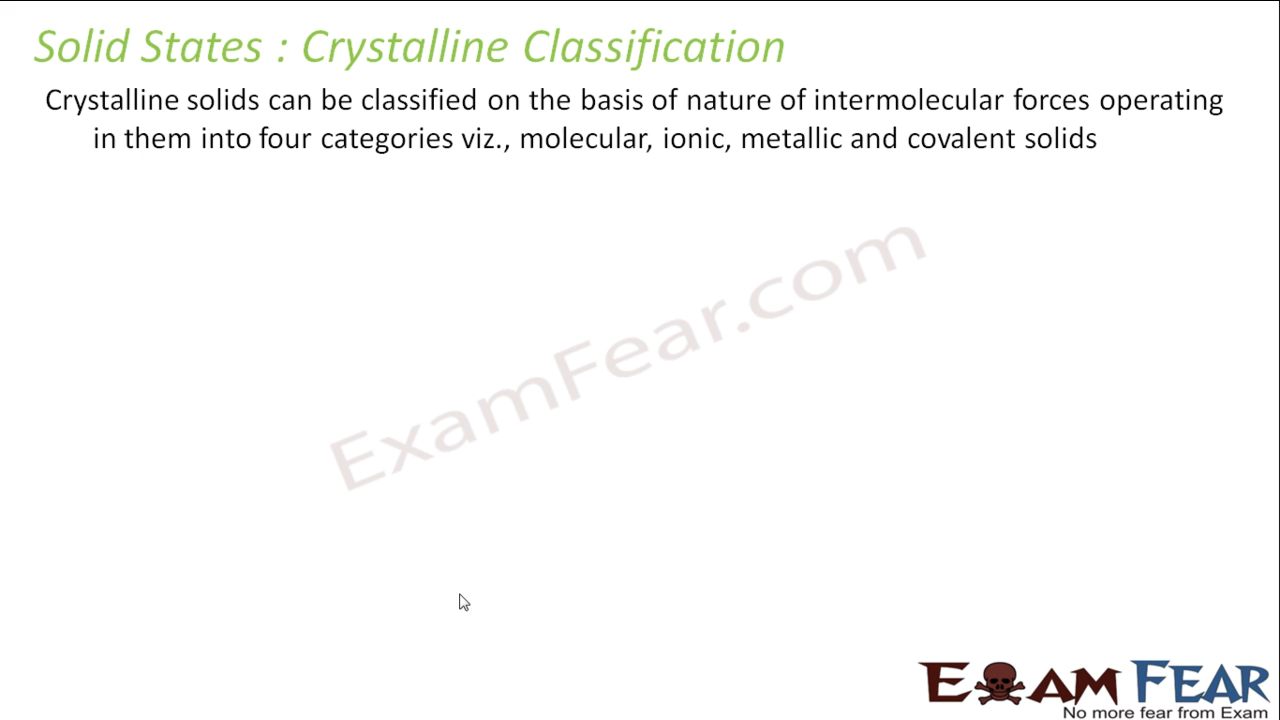 Solid States : Crystalline Classification
Crystalline solids can be classified on the basis of nature of intermolecular forces operating
in them into four categories viz., molecular, ionic, metallic and covalent solids
ExamFear.com
EXAM FEAR
No more fear from Exam